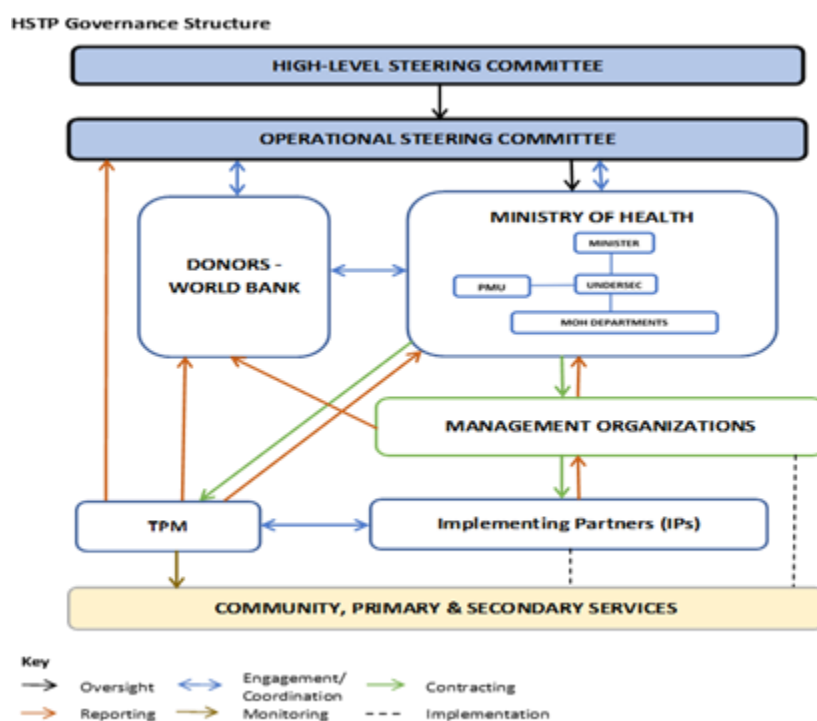 HSTP Governance Structure
HIGH-LEVEL STEERING COMMITTEE
OPERATIONAL STEERING COMMITTEE
MINISTRY OF HEALTH
MINISTER
DONORS -
WORLD BANK
PMU
UNDERSEC
MOH DEPARTMENTS
MANAGEMENT ORGANIZATIONS
TPM
Implementing Partners (IPs)
COMMUNITY, PRIMARY & SECONDARY SERVICES
Key
Oversight
Engagement/
Coordination
Contracting
Reporting
Monitoring
Implementation